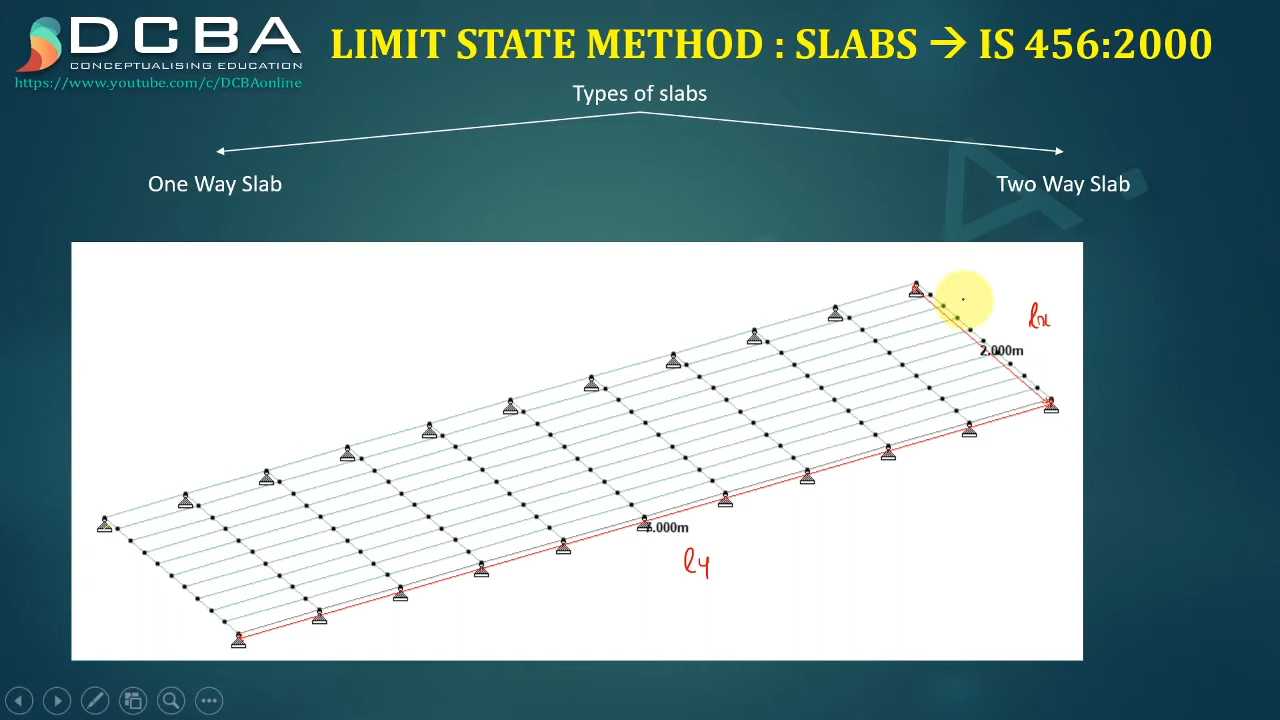 DCBA
CONCEPTUALISING EDUCATION
https://www.youtube.com/c/DCBAonline
LIMIT STATE METHOD : SLABS → IS 456:2000
Types of slabs
One Way Slab
Two Way Slab
lx
2.000m
.000m
ly